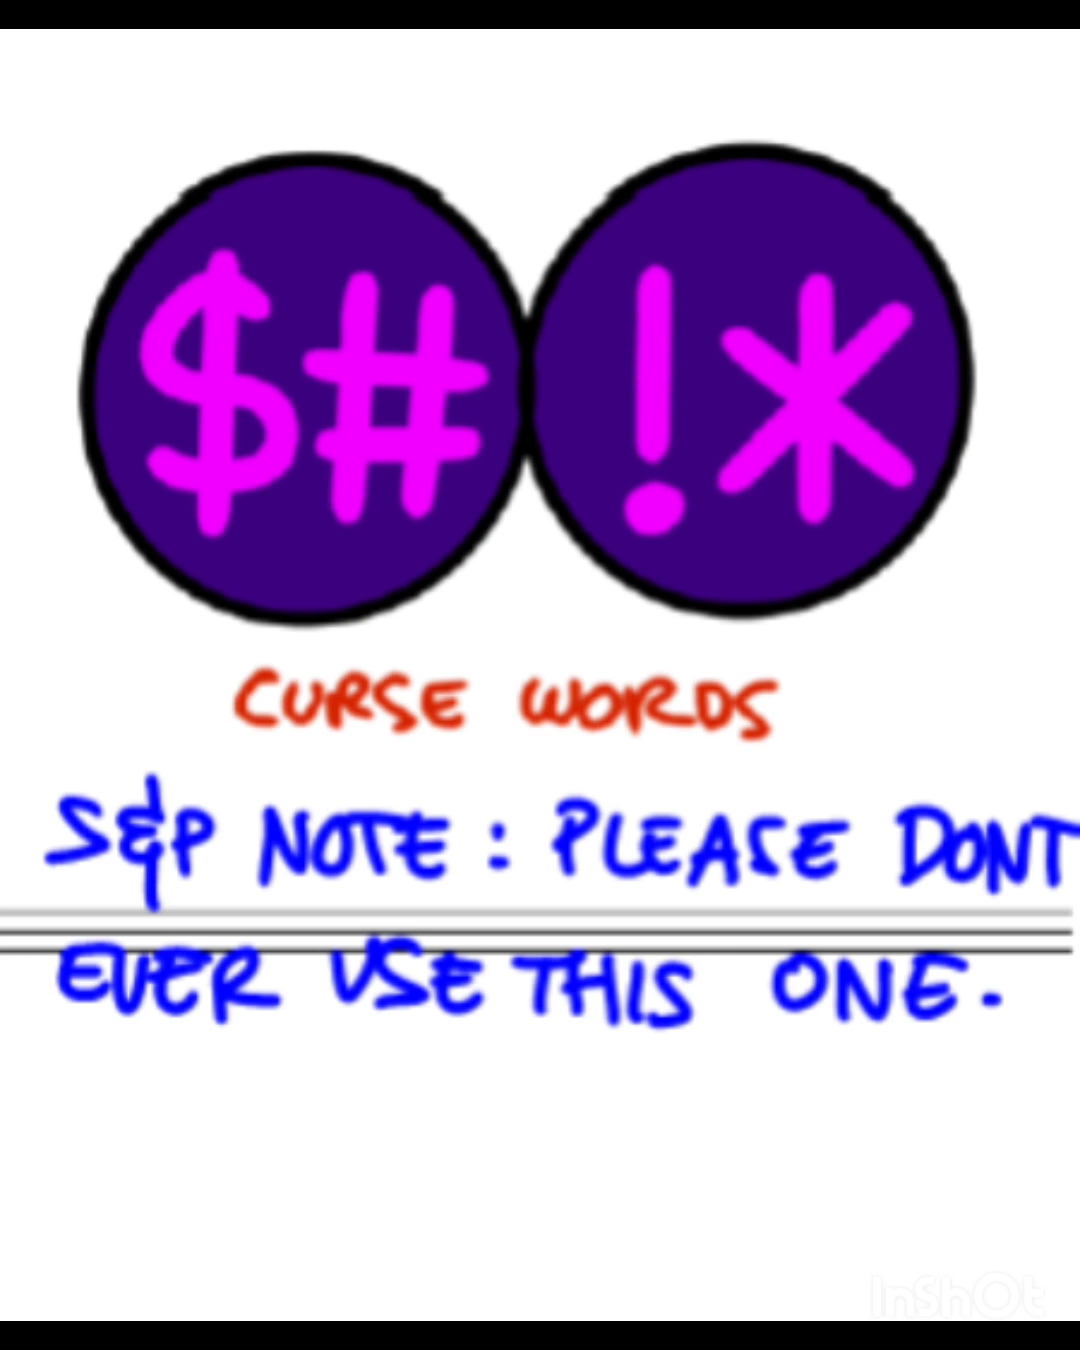 $# !*
CURSE WORDS
S&P NOTE: PLEASE DONT
EVER USE THIS ONE.
InShOt